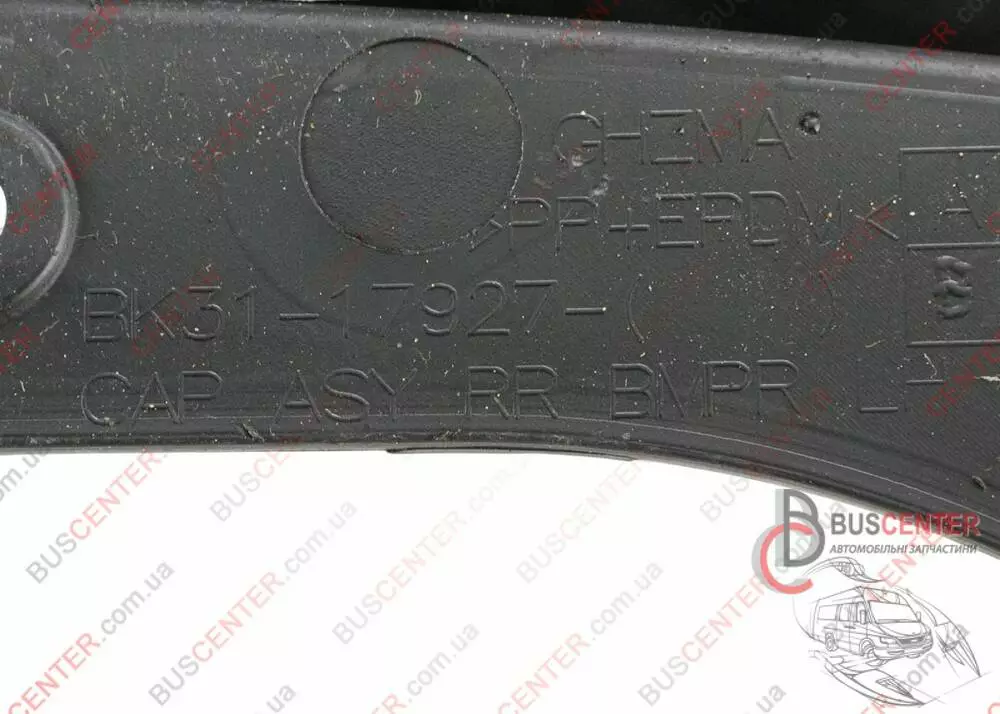 GHZMA
>PP+EPDM<
BK31-17927-( )
CAP ASY RR BMPR -
BUSCENTER
АВТОМОБІЛЬНІ ЗАПЧАСТИНИ
BUSCENTER.com.ua